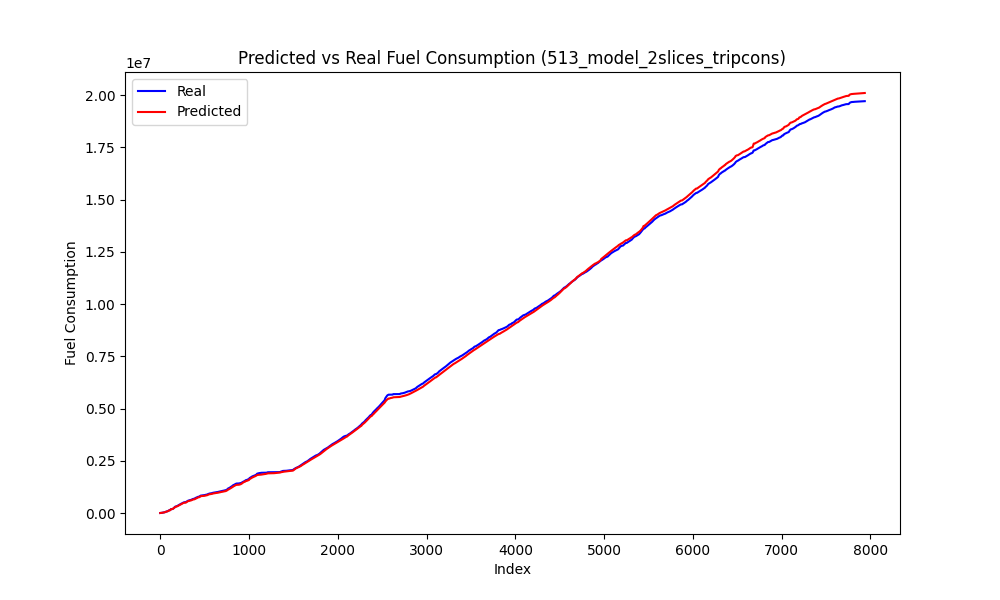 Predicted vs Real Fuel Consumption (513_model_2slices_tripcons)
1e7
Real
Predicted
2.00
1.75
1.50
1.25
1.00
0.75
0.50
0.25
0.00
Fuel Consumption
0 1000 2000 3000 4000 5000 6000 7000 8000
Index